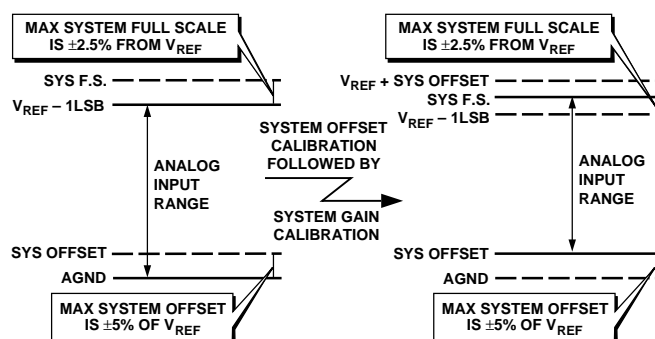 MAX SYSTEM FULL SCALE
IS ±2.5% FROM VREF
SYS F.S.
VREF – 1LSB
ANALOG
INPUT
RANGE
SYS OFFSET
AGND
MAX SYSTEM OFFSET
IS ±5% OF VREF
SYSTEM OFFSET
CALIBRATION
FOLLOWED BY
SYSTEM GAIN
CALIBRATION
MAX SYSTEM FULL SCALE
IS ±2.5% FROM VREF
VREF + SYS OFFSET
SYS F.S.
VREF – 1LSB
ANALOG
INPUT
RANGE
SYS OFFSET
AGND
MAX SYSTEM OFFSET
IS ±5% OF VREF